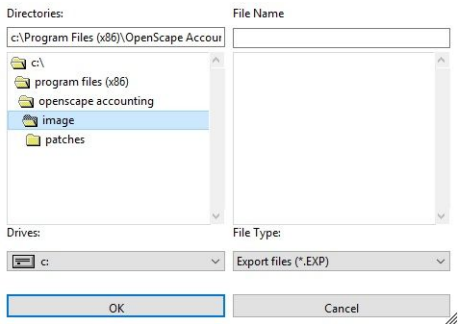 Directories:
File Name
c:\Program Files (x86)\OpenScape Accour
c:\
program files (x86)
openscape accounting
image
patches
Drives:
File Type:
c:
Export files (*.EXP)
OK
Cancel